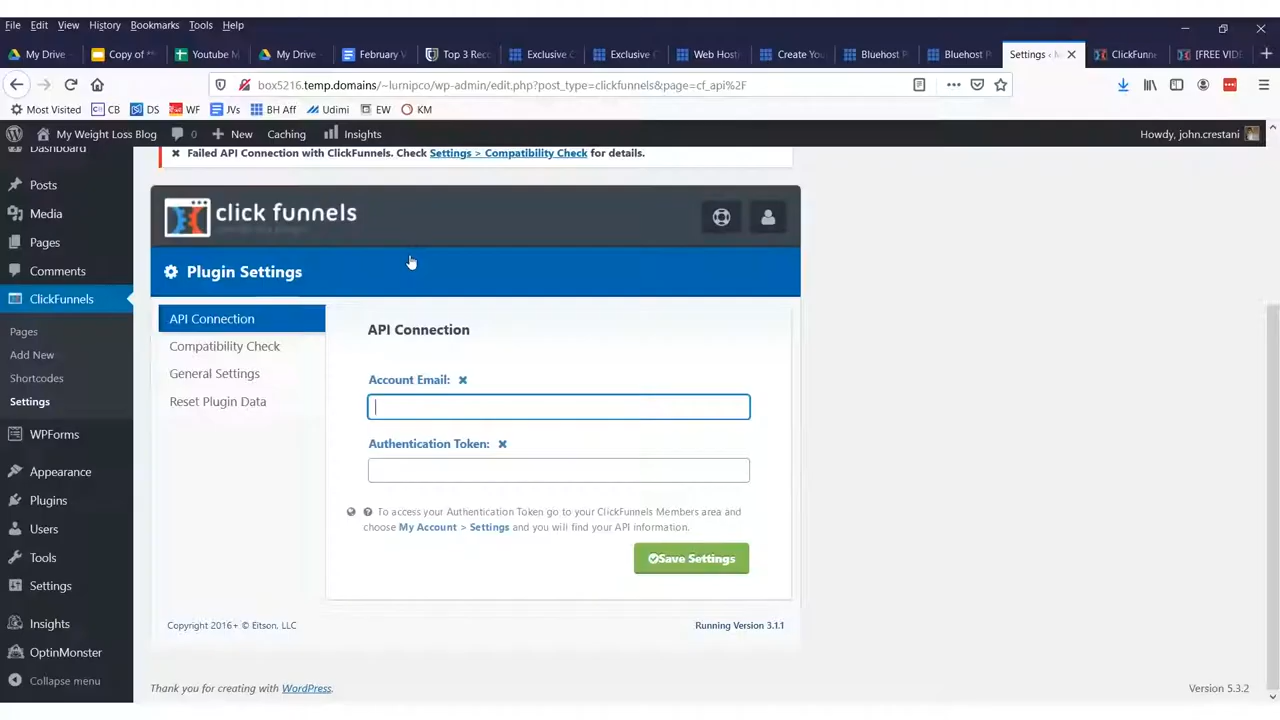 File Edit View History Bookmarks Tools Help
My Drive Copy of Youtube M My Drive February Top 3 Rec Exclusive C Exclusive C Web Host Create You Bluehost Bluehost Settings ‹ ClickFunne [FREE VIDE
box5216.temp.domains/~lurnipco/wp-admin/edit.php?post_type=clickfunnels&page=cf_api%2F
Most Visited CB DS WF JVs BH Aff Udimi EW KM
My Weight Loss Blog 0 New Caching Insights Howdy, john.crestani
Dashboard
Failed API Connection with ClickFunnels. Check Settings > Compatibility Check for details.
Posts
Media
Pages
Comments
ClickFunnels
Pages
Add New
Shortcodes
Settings
WPForms
Appearance
Plugins
Users
Tools
Settings
Insights
OptinMonster
Collapse menu
click funnels
Plugin Settings
API Connection
Compatibility Check
General Settings
Reset Plugin Data
API Connection
Account Email:
Authentication Token:
To access your Authentication Token go to your ClickFunnels Members area and
choose My Account > Settings and you will find your API information.
Save Settings
Copyright 2016+ © Eitson, LLC Running Version 3.1.1
Thank you for creating with WordPress. Version 5.3.2